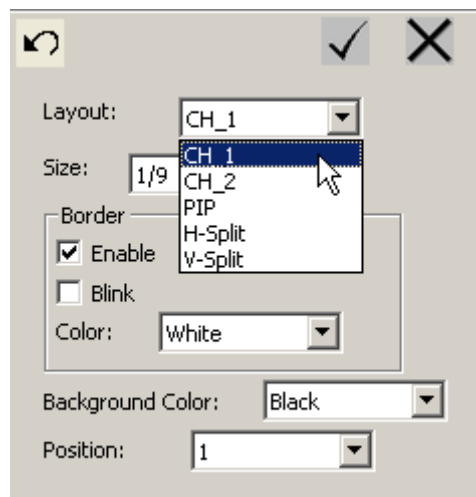 Layout: CH_1
CH_1
Size: 1/9 CH_2
PIP
Border H-Split
Enable V-Split
Blink
Color: White
Background Color: Black
Position: 1